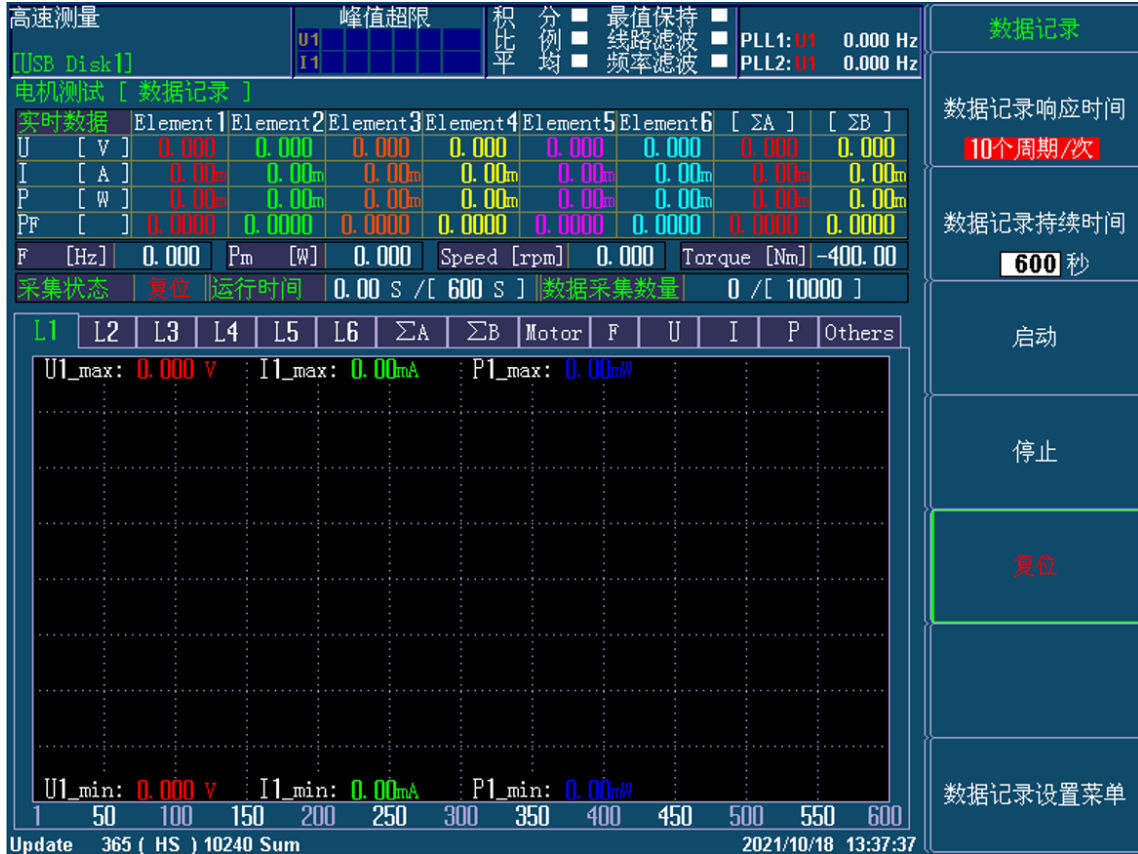 高速测量 峰值超限 积 分 最值保持
U1 比 例 线路滤波 PLL1: U1 0.000 Hz
[USB Disk1] I1 平 均 频率滤波 PLL2: U1 0.000 Hz
电机测试 [ 数据记录 ]
实时数据 Element1 Element2 Element3 Element4 Element5 Element6 [ ΣA ] [ ΣB ]
U [ V ] 0.000 0.000 0.000 0.000 0.000 0.000 0.000 0.000
I [ A ] 0.00m 0.00m 0.00m 0.00m 0.00m 0.00m 0.00m 0.00m
P [ W ] 0.00m 0.00m 0.00m 0.00m 0.00m 0.00m 0.00m 0.00m
PF [ ] 0.0000 0.0000 0.0000 0.0000 0.0000 0.0000 0.0000 0.0000
F [Hz] 0.000 Pm [W] 0.000 Speed [rpm] 0.000 Torque [Nm] -400.00
采集状态 复位 运行时间 0.00 S /[ 600 S ] 数据采集数量 0 /[ 10000 ]
L1 L2 L3 L4 L5 L6 ΣA ΣB Motor F U I P Others
U1_max: 0.000 V I1_max: 0.00mA P1_max: 0.00mW
U1_min: 0.000 V I1_min: 0.00mA P1_min: 0.00mW
1 50 100 150 200 250 300 350 400 450 500 550 600
Update 365 ( HS ) 10240 Sum 2021/10/18 13:37:37
数据记录
数据记录响应时间
10个周期/次
数据记录持续时间
600 秒
启动
停止
复位
数据记录设置菜单